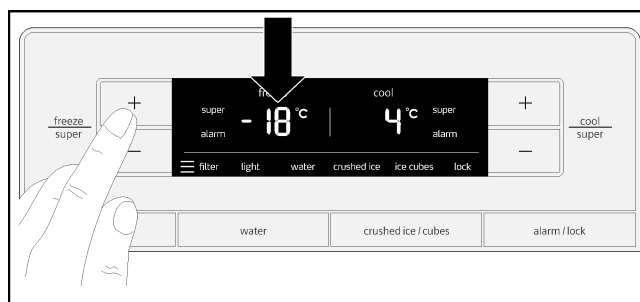 freeze
super
+
−
fre
super
alarm
-18 °C
cool
4 °C
super
alarm
filter light water crushed ice ice cubes lock
+
−
cool
super
water
crushed ice / cubes
alarm / lock